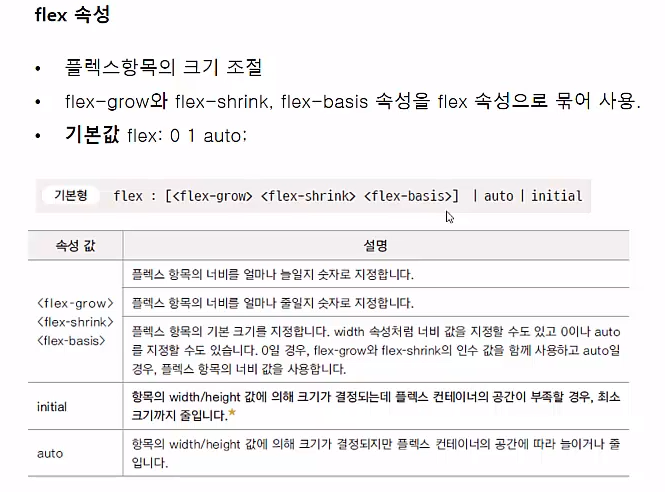 flex 속성
• 플렉스항목의 크기 조절
• flex-grow와 flex-shrink, flex-basis 속성을 flex 속성으로 묶어 사용.
• 기본값 flex: 0 1 auto;
기본형 flex : [<flex-grow> <flex-shrink> <flex-basis>] | auto | initial
속성 값 설명
<flex-grow>
<flex-shrink>
<flex-basis>
플렉스 항목의 너비를 얼마나 늘일지 숫자로 지정합니다.
플렉스 항목의 너비를 얼마나 줄일지 숫자로 지정합니다.
플렉스 항목의 기본 크기를 지정합니다. width 속성처럼 너비 값을 지정할 수도 있고 0이나 auto
를 지정할 수도 있습니다. 0일 경우, flex-grow와 flex-shrink의 인수 값을 함께 사용하고 auto일
경우, 플렉스 항목의 너비 값을 사용합니다.
initial
항목의 width/height 값에 의해 크기가 결정되는데 플렉스 컨테이너의 공간이 부족할 경우, 최소
크기까지 줄입니다.★
auto
항목의 width/height 값에 의해 크기가 결정되지만 플렉스 컨테이너의 공간에 따라 늘이거나 줄
입니다.